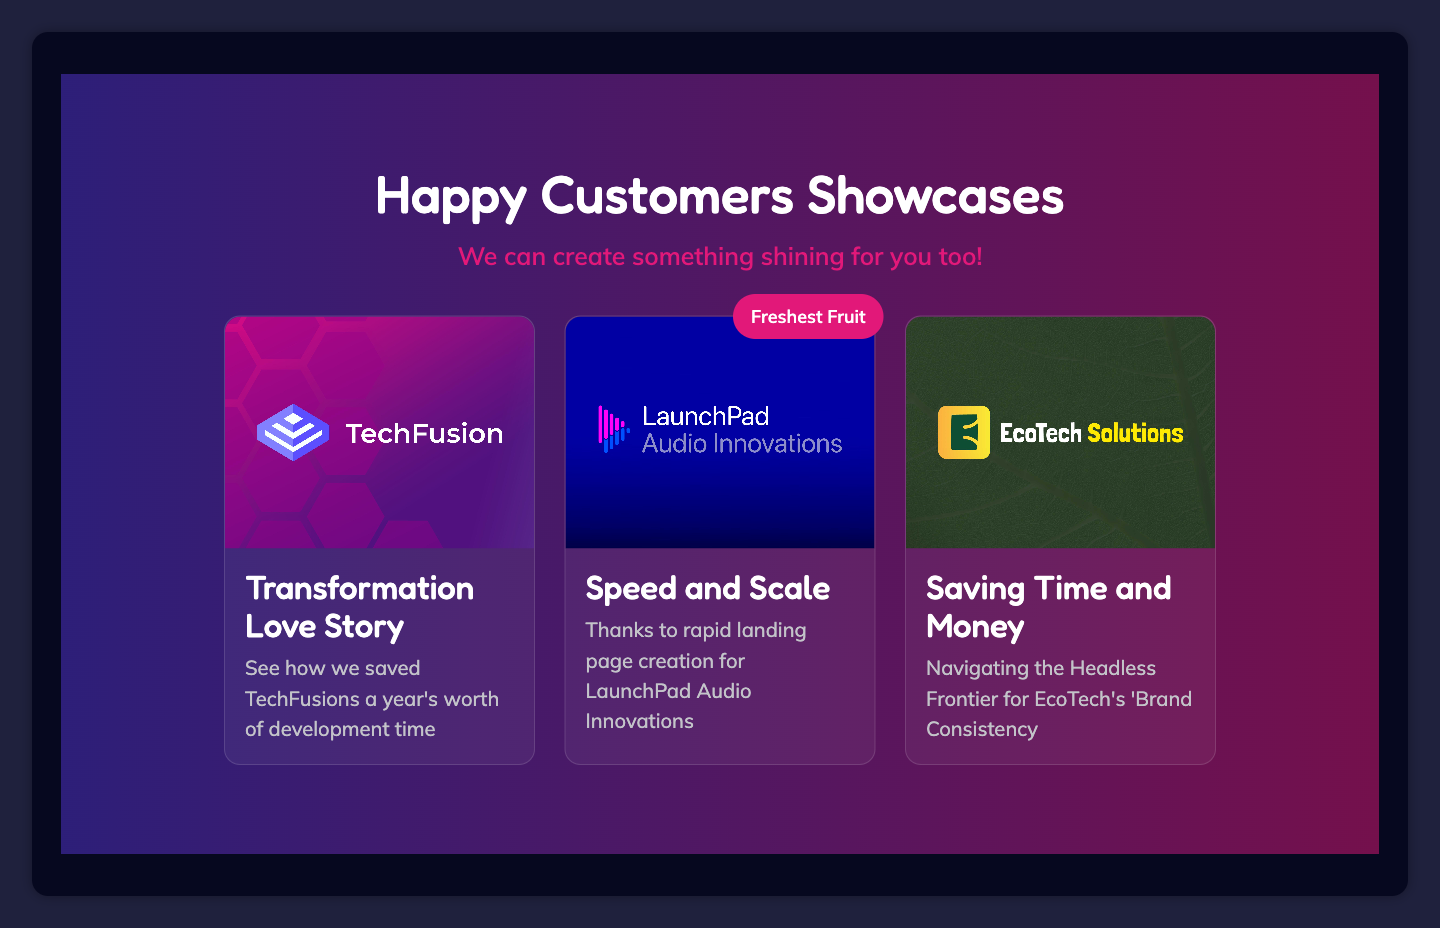 Happy Customers Showcases
We can create something shining for you too!
Freshest Fruit
TechFusion
Transformation
Love Story
See how we saved
TechFusions a year's worth
of development time
LaunchPad
Audio Innovations
Speed and Scale
Thanks to rapid landing
page creation for
LaunchPad Audio
Innovations
EcoTech Solutions
Saving Time and
Money
Navigating the Headless
Frontier for EcoTech's 'Brand
Consistency